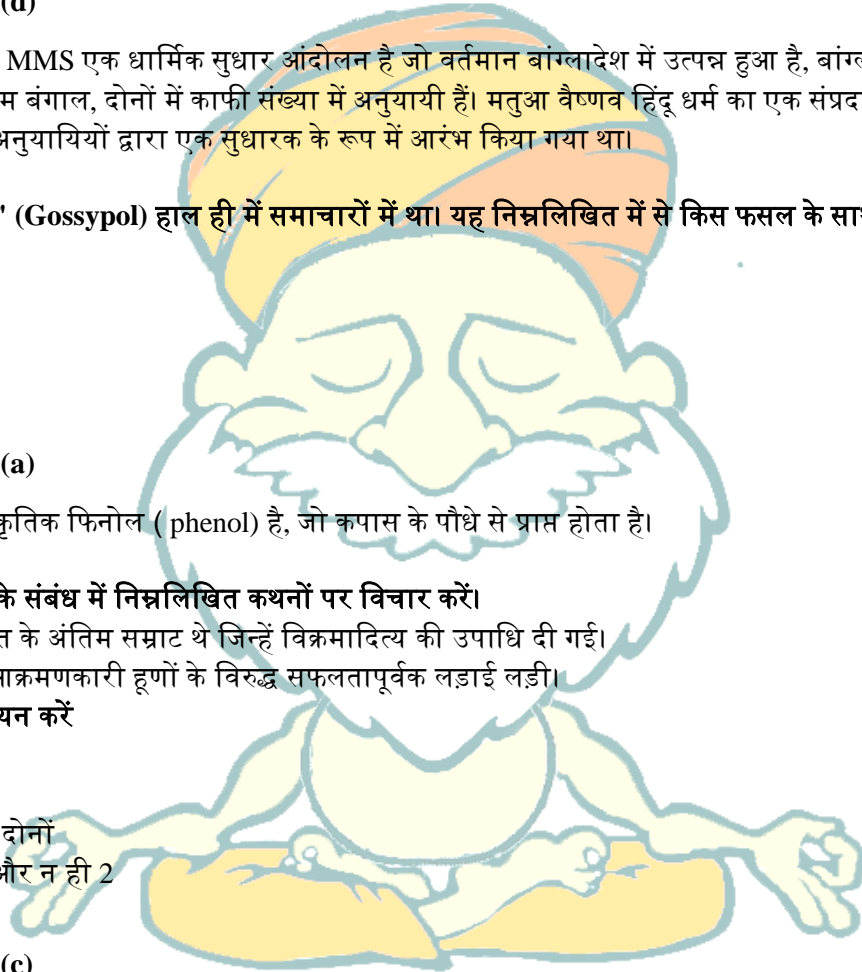 (d)
MMS एक धार्मिक सुधार आंदोलन है जो वर्तमान बांग्लादेश में उत्पन्न हुआ है,
म बंगाल, दोनों में काफी संख्या में अनुयायी हैं। मतुआ वैष्णव हिंदू धर्म का एक
अनुयायियों द्वारा एक सुधारक के रूप में आरंभ किया गया था।
' (Gossypol) हाल ही में समाचारों में था। यह निम्नलिखित में से किस फसल के
(a)
कृतिक फिनोल ( phenol) है, जो कपास के पौधे से प्राप्त होता है।
के संबंध में निम्नलिखित कथनों पर विचार करें।
त के अंतिम सम्राट थे जिन्हें विक्रमादित्य की उपाधि दी गई।
आक्रमणकारी हूणों के विरुद्ध सफलतापूर्वक लड़ाई लड़ी।
यन करें
दोनों
और न ही 2
(c)